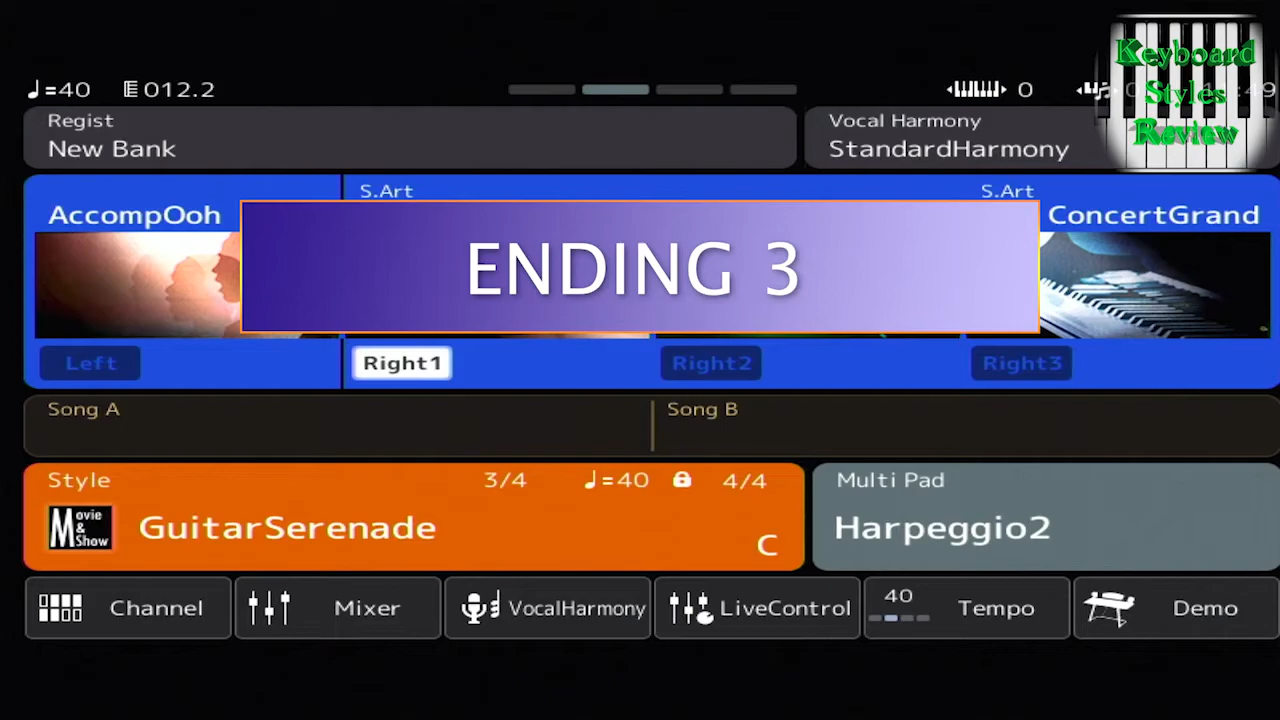 ♩=40 012.2 0
Keyboard
Styles
Review
Regist
New Bank
Vocal Harmony
StandardHarmony
S.Art S.Art
AccompOoh ConcertGrand
ENDING 3
Left Right1 Right2 Right3
Song A Song B
Style 3/4 ♩=40 4/4
Movie
&
Show
GuitarSerenade
C
Multi Pad
Harpeggio2
Channel Mixer VocalHarmony LiveControl 40 Tempo Demo